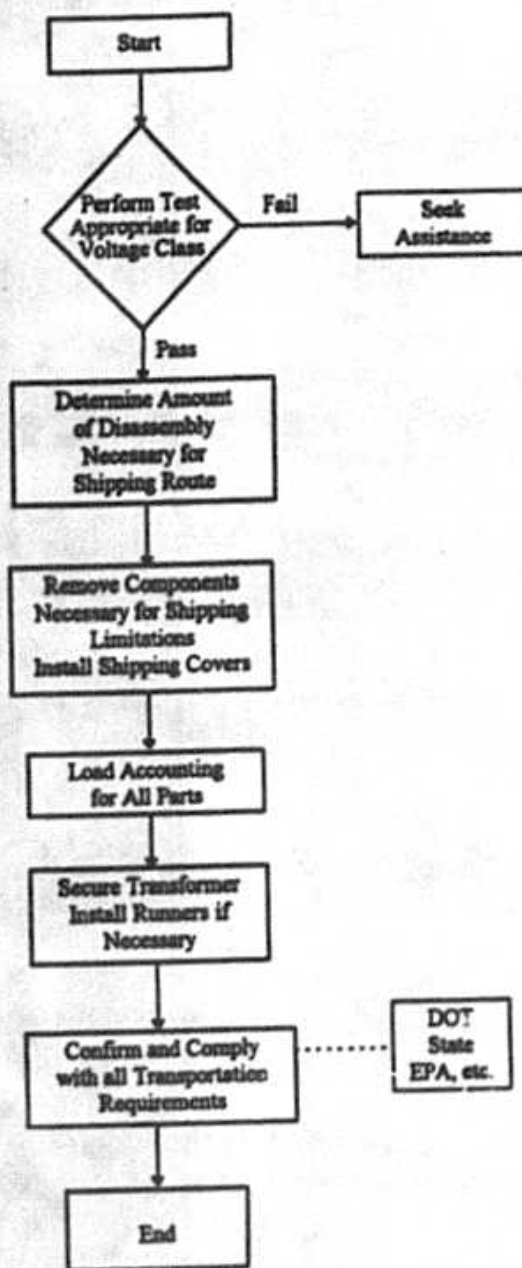 Start
Perform Test
Appropriate for
Voltage Class
Fail
Seek
Assistance
Pass
Determine Amount
of Disassembly
Necessary for
Shipping Route
Remove Components
Necessary for Shipping
Limitations
Install Shipping Covers
Load Accounting
for All Parts
Secure Transformer
Install Runners if
Necessary
Confirm and Comply
with all Transportation
Requirements
DOT
State
EPA, etc.
End